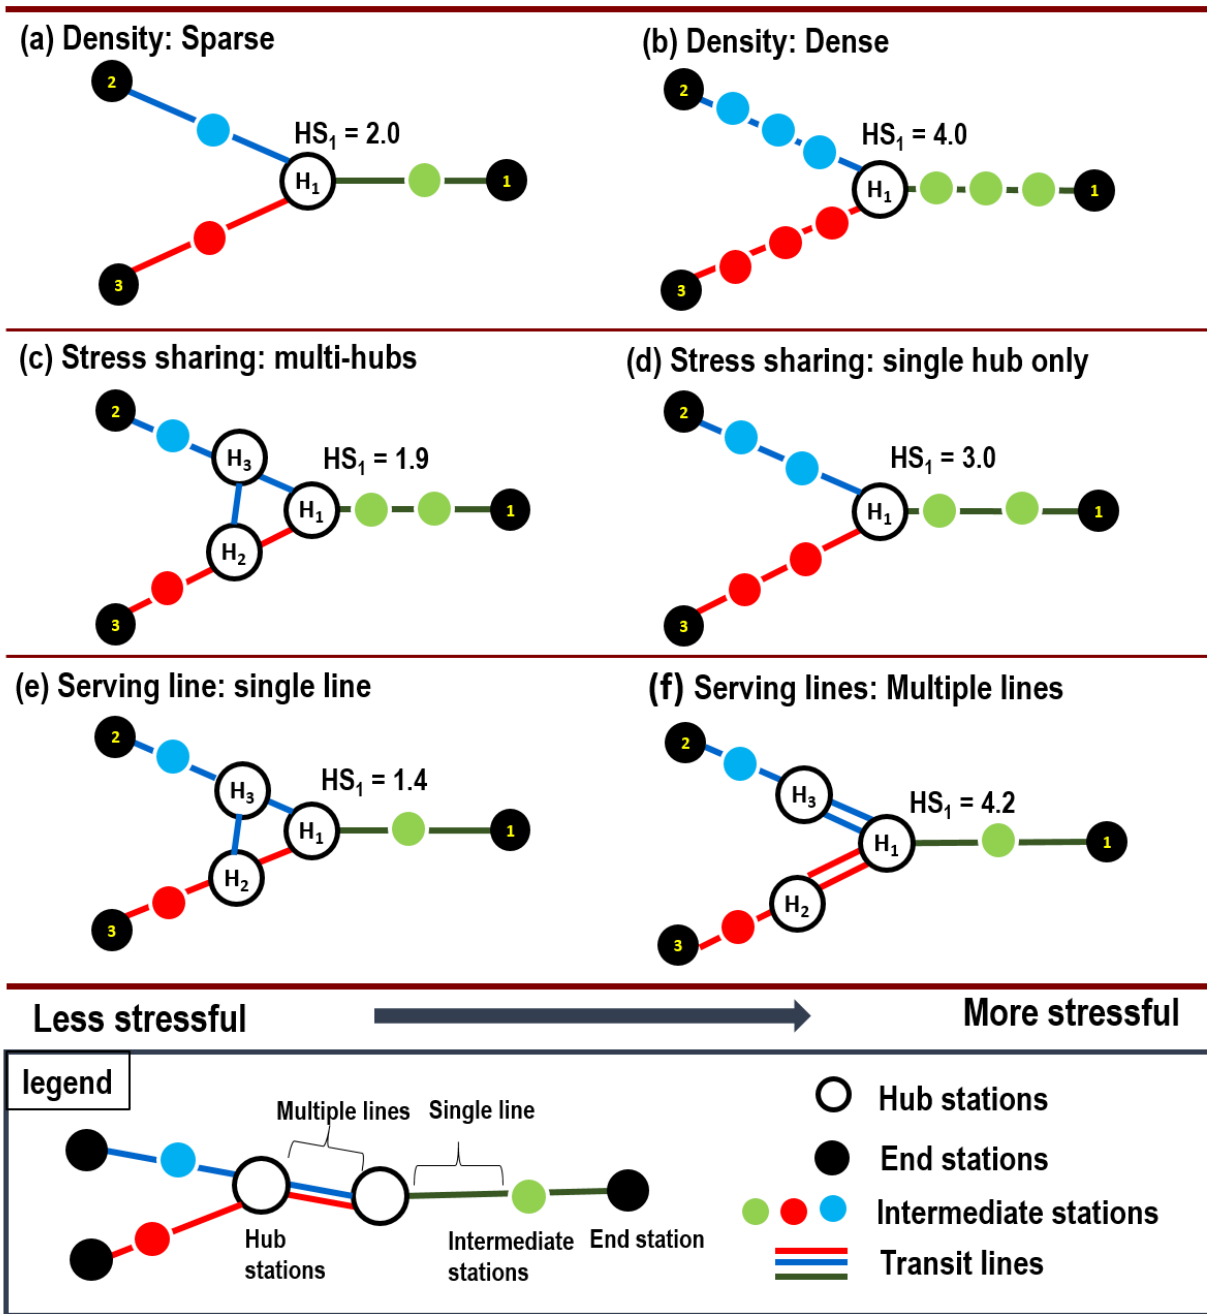 (a) Density: Sparse
(b) Density: Dense
2
HS₁ = 2.0
H₁
1
3
2
HS₁ = 4.0
H₁
1
3
(c) Stress sharing: multi-hubs
(d) Stress sharing: single hub only
2
H₃
HS₁ = 1.9
H₁
1
H₂
3
2
HS₁ = 3.0
H₁
1
3
(e) Serving line: single line
(f) Serving lines: Multiple lines
2
H₃
HS₁ = 1.4
H₁
1
H₂
3
2
H₃
HS₁ = 4.2
H₁
1
H₂
3
Less stressful
More stressful
legend
Multiple lines
Single line
Hub
stations
Intermediate
stations
End station
Hub stations
End stations
Intermediate stations
Transit lines